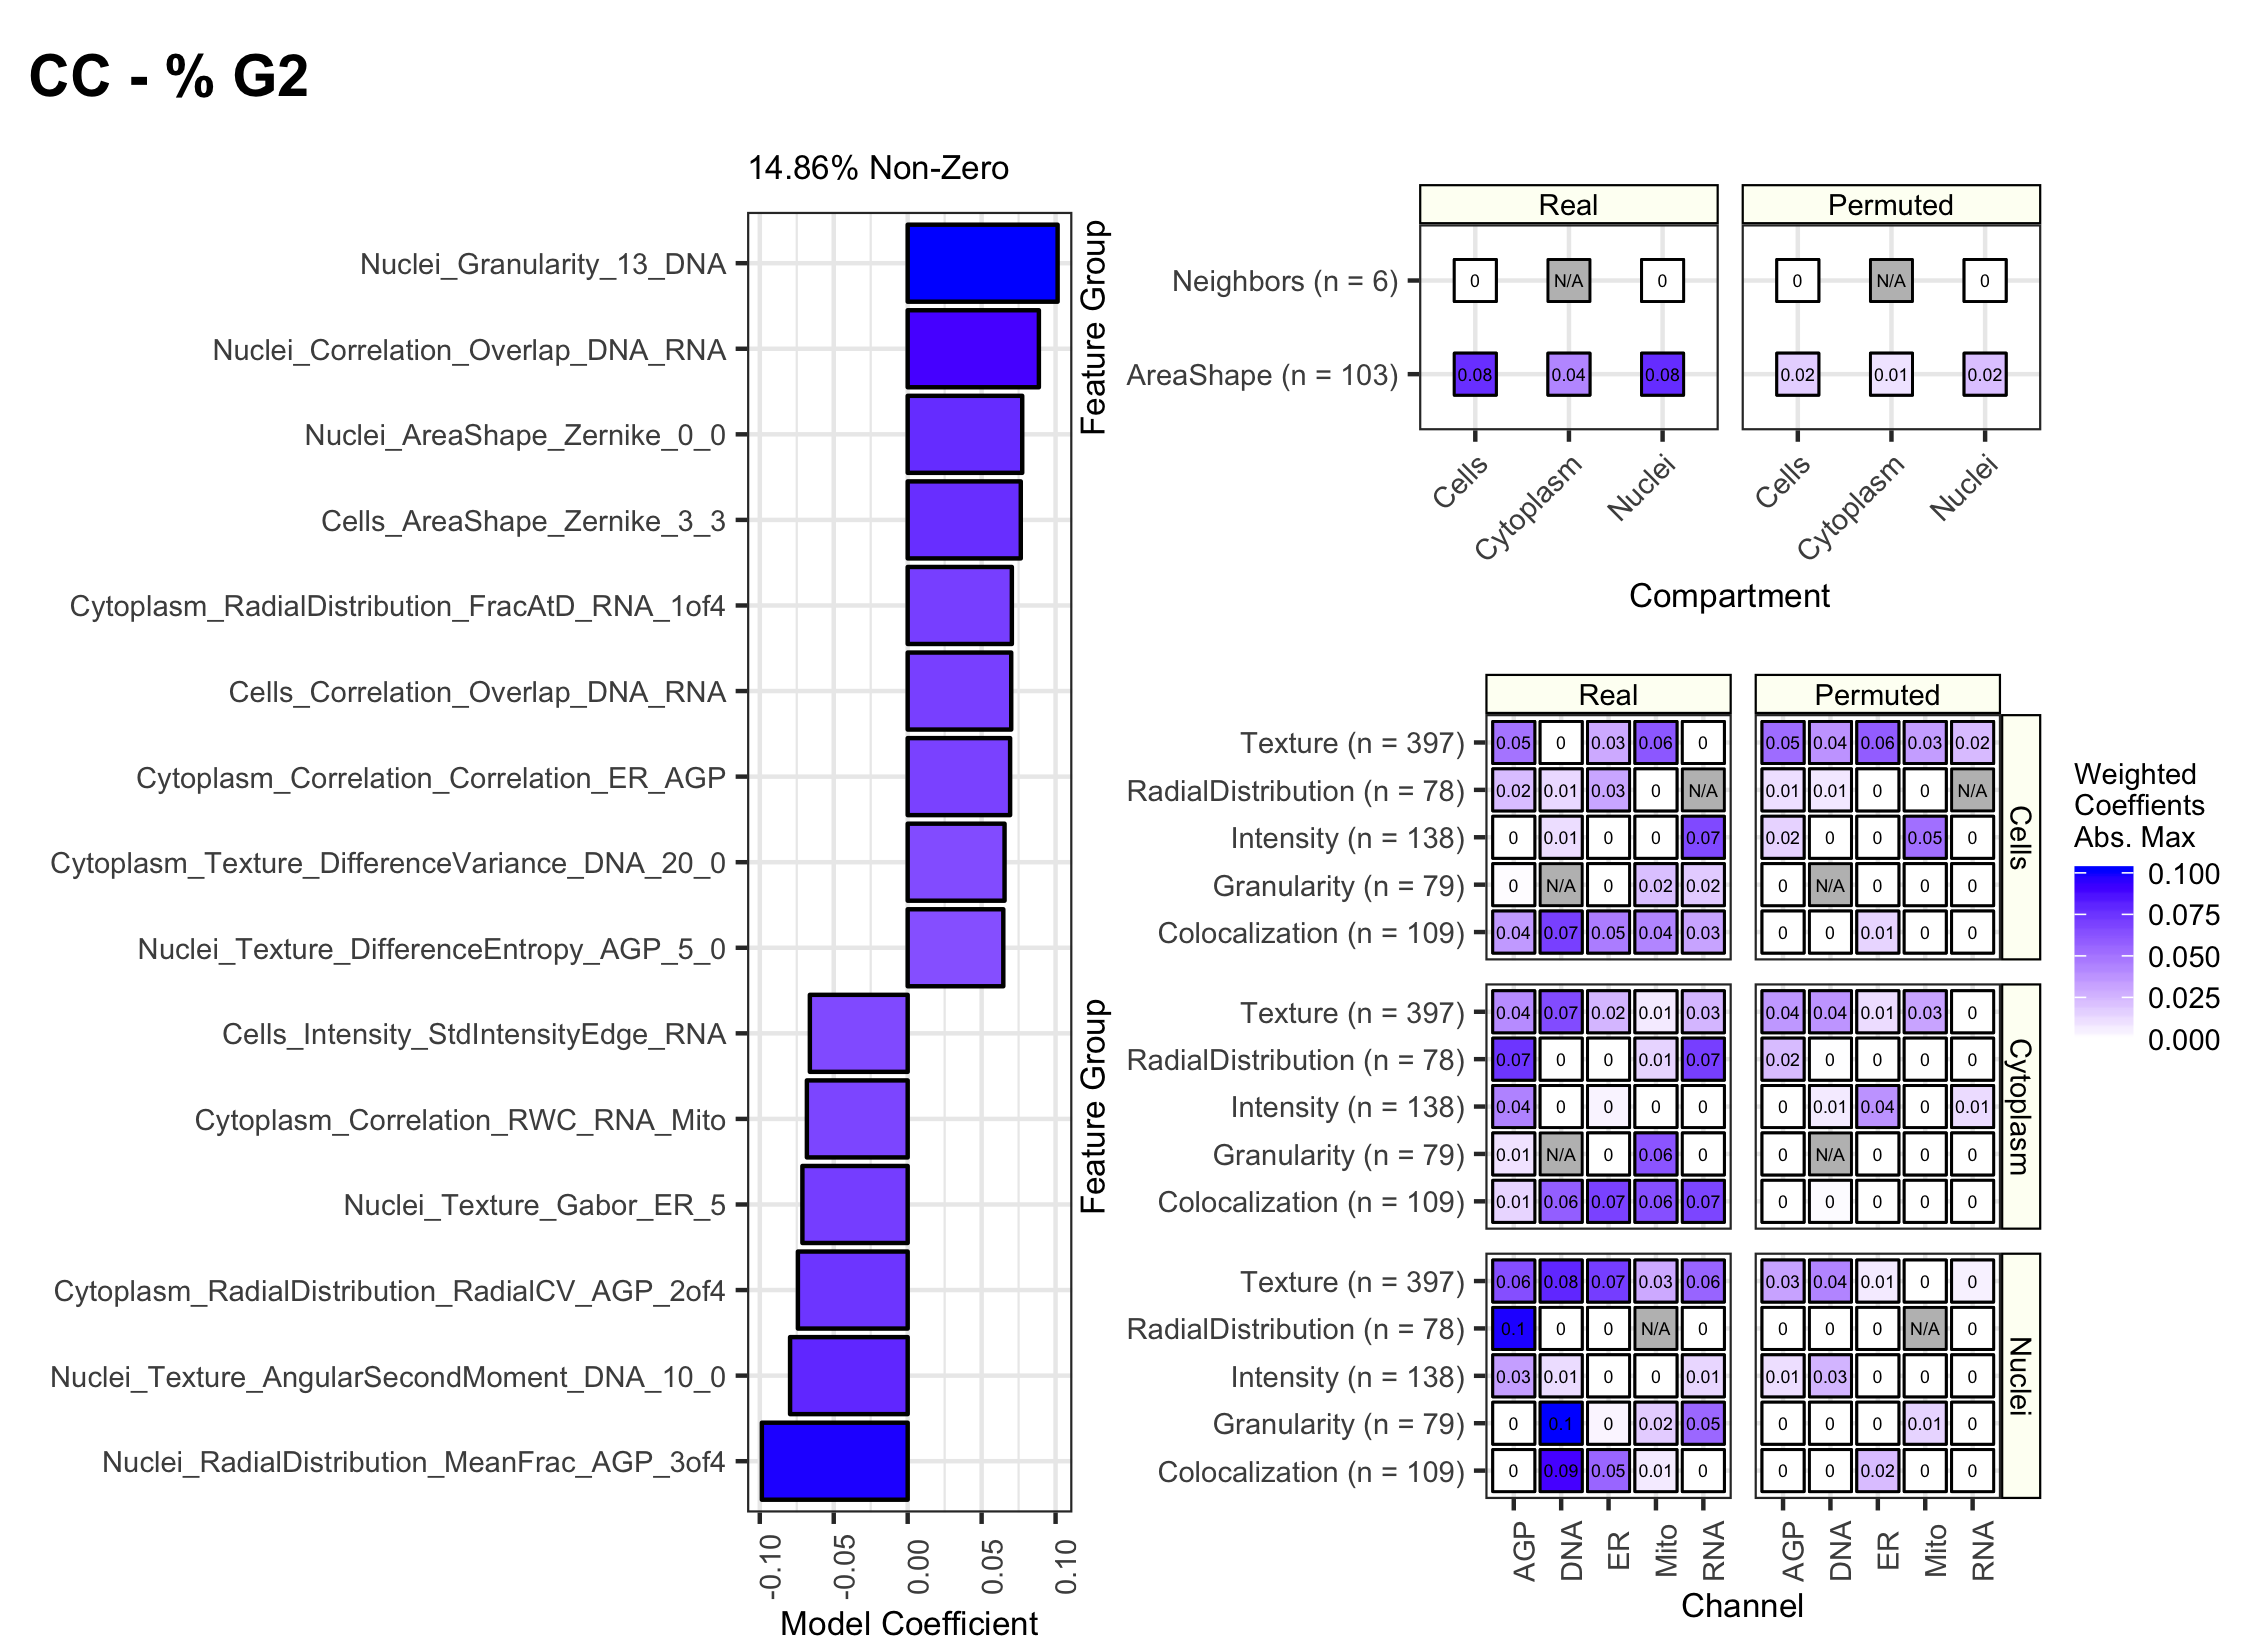 CC - % G2
14.86% Non-Zero
Nuclei_Granularity_13_DNA
Nuclei_Correlation_Overlap_DNA_RNA
Nuclei_AreaShape_Zernike_0_0
Cells_AreaShape_Zernike_3_3
Cytoplasm_RadialDistribution_FracAtD_RNA_1of4
Cells_Correlation_Overlap_DNA_RNA
Cytoplasm_Correlation_Correlation_ER_AGP
Cytoplasm_Texture_DifferenceVariance_DNA_20_0
Nuclei_Texture_DifferenceEntropy_AGP_5_0
Cells_Intensity_StdIntensityEdge_RNA
Cytoplasm_Correlation_RWC_RNA_Mito
Nuclei_Texture_Gabor_ER_5
Cytoplasm_RadialDistribution_RadialCV_AGP_2of4
Nuclei_Texture_AngularSecondMoment_DNA_10_0
Nuclei_RadialDistribution_MeanFrac_AGP_3of4
-0.10 -0.05 0.00 0.05 0.10
Model Coefficient
Feature Group
Real Permuted
Neighbors (n = 6) 0 N/A 0 0 N/A 0
AreaShape (n = 103) 0.08 0.04 0.08 0.02 0.01 0.02
Cells Cytoplasm Nuclei Cells Cytoplasm Nuclei
Compartment
Feature Group
Real Permuted
Texture (n = 397) 0.05 0 0.03 0.06 0 0.05 0.04 0.06 0.03 0.02
RadialDistribution (n = 78) 0.02 0.01 0.03 0 N/A 0.01 0.01 0 0 N/A
Intensity (n = 138) 0 0.01 0 0 0.07 0.02 0 0 0.05 0
Granularity (n = 79) 0 N/A 0 0.02 0.02 0 N/A 0 0 0
Colocalization (n = 109) 0.04 0.07 0.05 0.04 0.03 0 0 0.01 0 0
Cells
Texture (n = 397) 0.04 0.07 0.02 0.01 0.03 0.04 0.04 0.01 0.03 0
RadialDistribution (n = 78) 0.07 0 0 0.01 0.07 0.02 0 0 0 0
Intensity (n = 138) 0.04 0 0 0 0 0 0.01 0.04 0 0.01
Granularity (n = 79) 0.01 N/A 0 0.06 0 0 N/A 0 0 0
Colocalization (n = 109) 0.01 0.06 0.07 0.06 0.07 0 0 0 0 0
Cytoplasm
Texture (n = 397) 0.06 0.08 0.07 0.03 0.06 0.03 0.04 0.01 0 0
RadialDistribution (n = 78) 0.1 0 0 N/A 0 0 0 0 N/A 0
Intensity (n = 138) 0.03 0.01 0 0 0.01 0.01 0.03 0 0 0
Granularity (n = 79) 0 0.1 0 0.02 0.05 0 0 0 0.01 0
Colocalization (n = 109) 0 0.09 0.05 0.01 0 0 0 0.02 0 0
Nuclei
AGP DNA ER Mito RNA AGP DNA ER Mito RNA
Channel
Weighted
Coeffients
Abs. Max
0.100
0.075
0.050
0.025
0.000